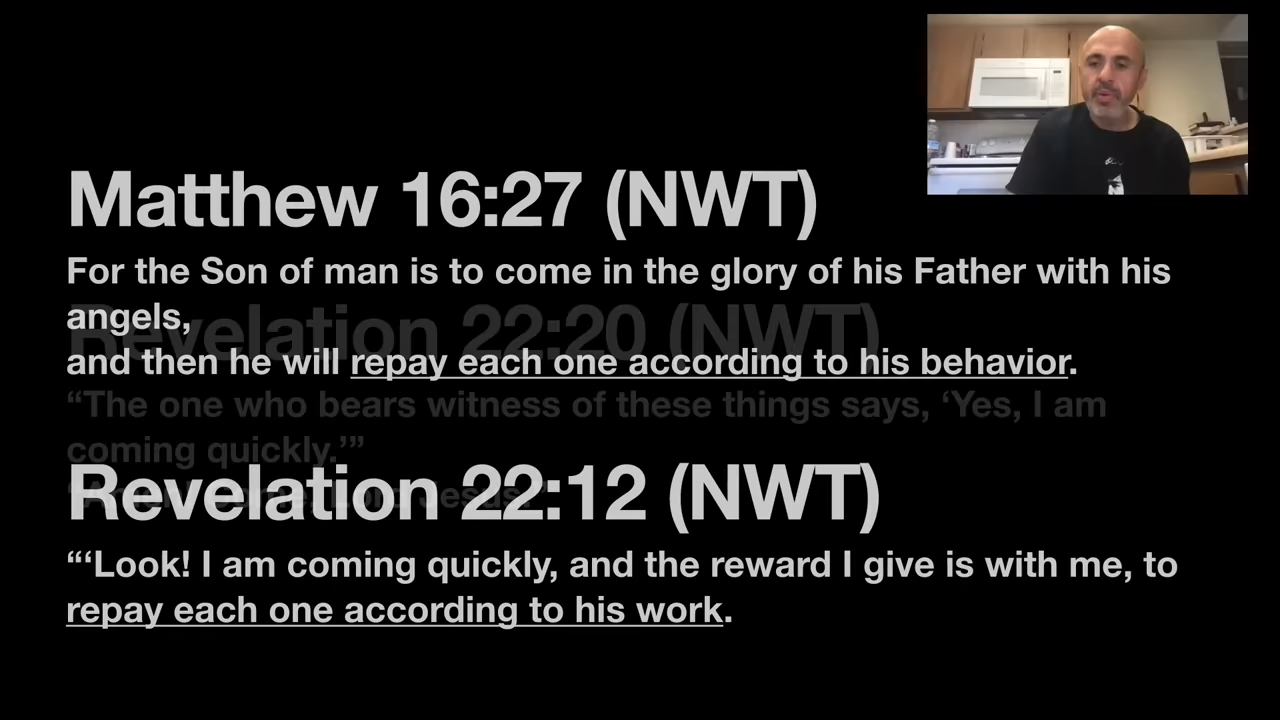 Matthew 16:27 (NWT)
For the Son of man is to come in the glory of his Father with his
angels,
and then he will repay each one according to his behavior.
Revelation 22:20 (NWT)
“The one who bears witness of these things says, ‘Yes, I am
coming quickly.’”
Revelation 22:12 (NWT)
“‘Look! I am coming quickly, and the reward I give is with me, to
repay each one according to his work.